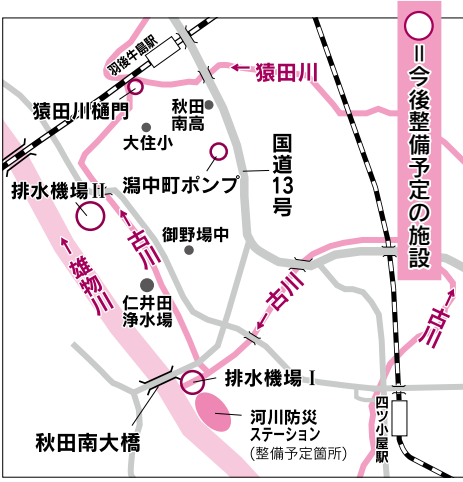 ＝今後整備予定の施設
羽後牛島駅
猿田川
猿田川樋門
秋田
南高
大住小
国道13号
潟中町ポンプ
排水機場Ⅱ
古川
御野場中
雄物川
仁井田
浄水場
古川
古川
排水機場Ⅰ
四ツ小屋駅
河川防災
ステーション
(整備予定箇所)
秋田南大橋